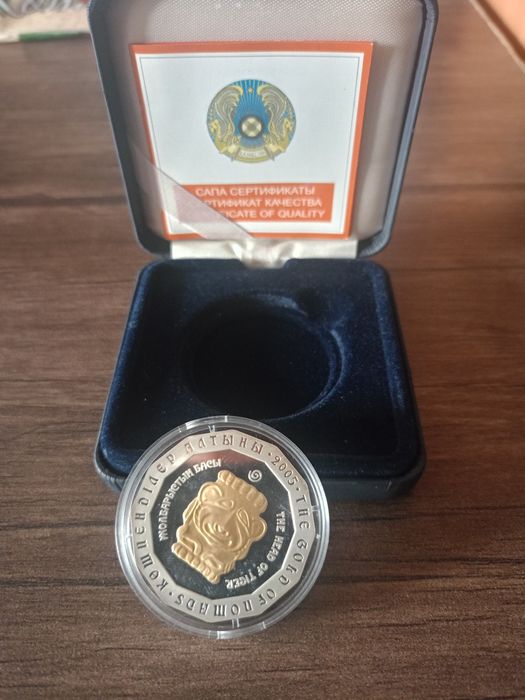 САПА СЕРТИФИКАТЫ
СЕРТИФИКАТ КАЧЕСТВА
CERTIFICATE OF QUALITY
КӨШПЕНДІЛЕР АЛТЫНЫ · 2005 · THE GOLD OF NOMADS ·
ЖОЛБАРЫСТЫҢ БАСЫ
THE HEAD OF TIGER